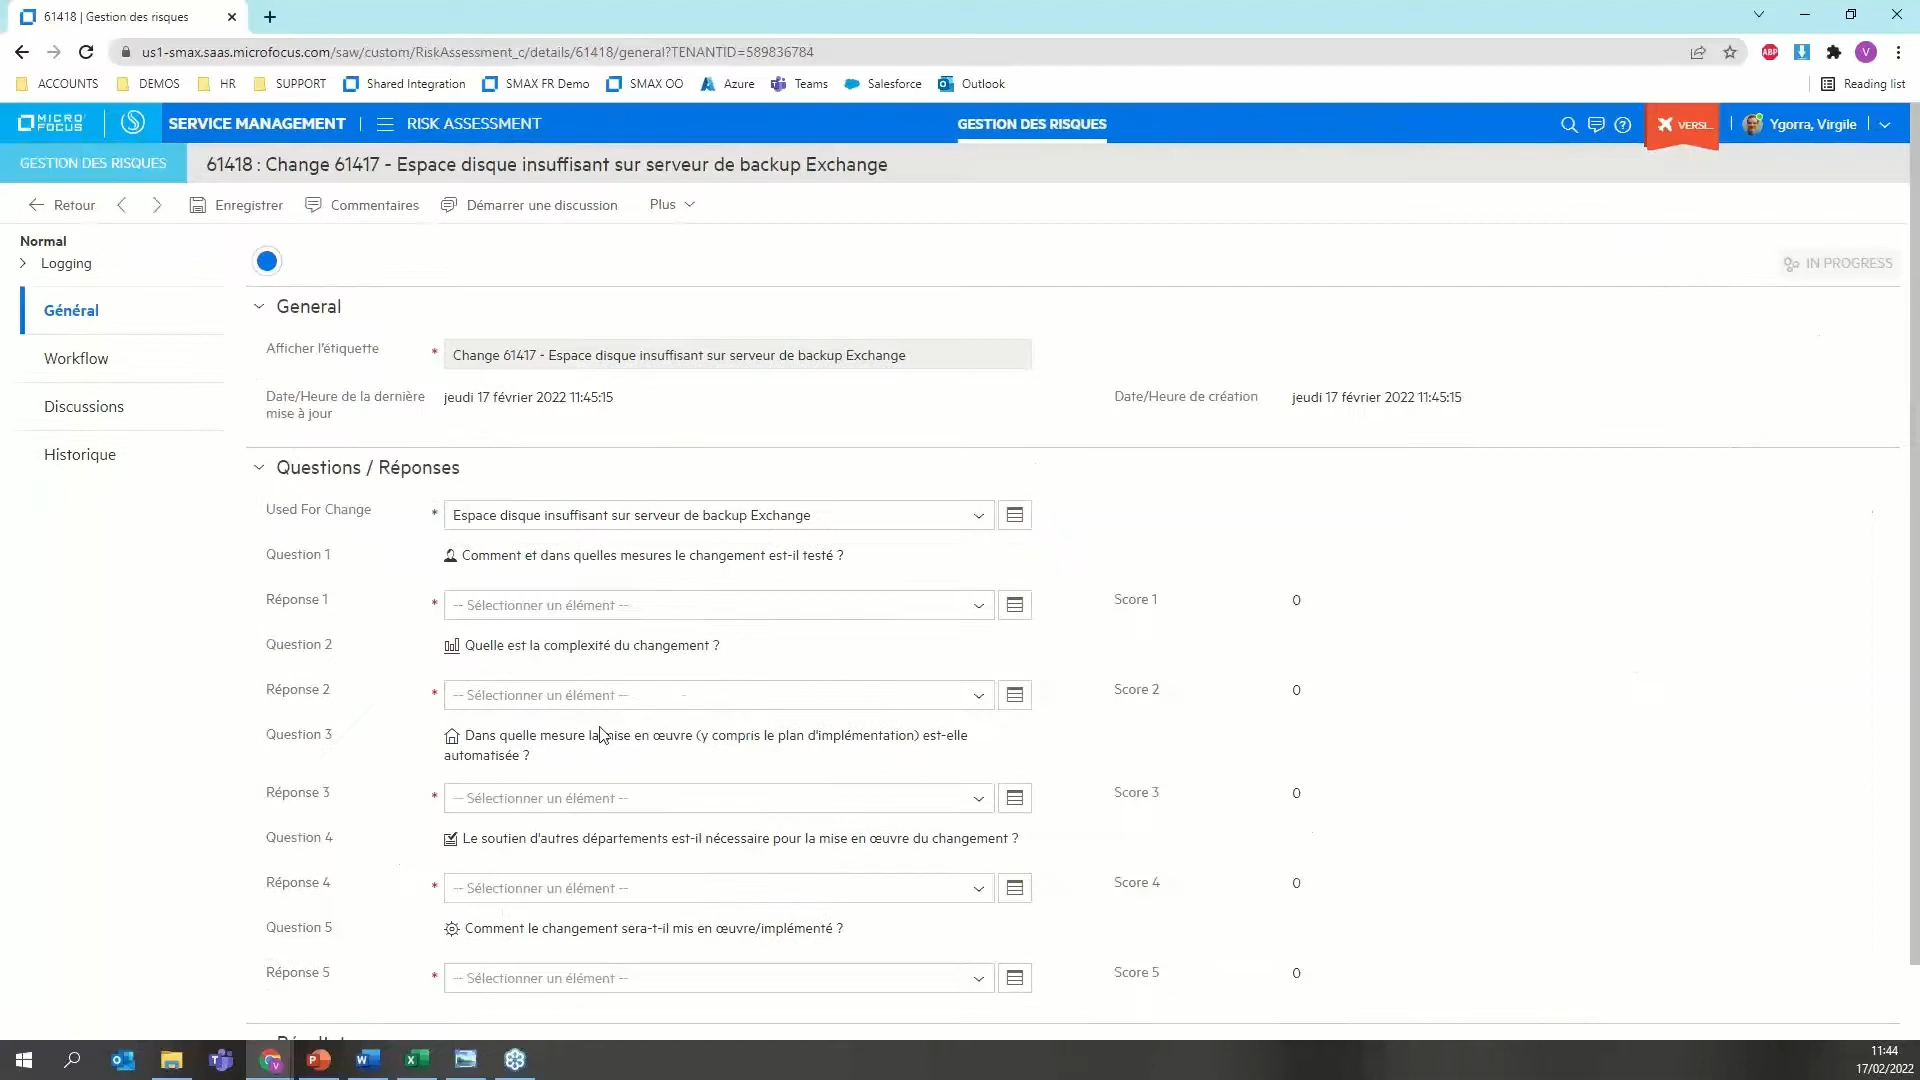 61418 | Gestion des risques
us1-smax.saas.microfocus.com/saw/custom/RiskAssessment_c/details/61418/general?TENANTID=589836784
ABP
V
ACCOUNTS
DEMOS
HR
SUPPORT
Shared Integration
SMAX FR Demo
SMAX OO
Azure
Teams
Salesforce
Outlook
Reading list
MICRO
FOCUS
SERVICE MANAGEMENT
RISK ASSESSMENT
GESTION DES RISQUES
VERSI...
Ygorra, Virgile
GESTION DES RISQUES
61418 : Change 61417 - Espace disque insuffisant sur serveur de backup Exchange
Retour
Enregistrer
Commentaires
Démarrer une discussion
Plus
Normal
Logging
IN PROGRESS
Général
Workflow
Discussions
Historique
General
Afficher l'étiquette
* Change 61417 - Espace disque insuffisant sur serveur de backup Exchange
Date/Heure de la dernière
mise à jour
jeudi 17 février 2022 11:45:15
Date/Heure de création
jeudi 17 février 2022 11:45:15
Questions / Réponses
Used For Change
* Espace disque insuffisant sur serveur de backup Exchange
Question 1
Comment et dans quelles mesures le changement est-il testé ?
Réponse 1
* -- Sélectionner un élément --
Score 1
0
Question 2
Quelle est la complexité du changement ?
Réponse 2
* -- Sélectionner un élément --
Score 2
0
Question 3
Dans quelle mesure la mise en œuvre (y compris le plan d'implémentation) est-elle
automatisée ?
Réponse 3
* -- Sélectionner un élément --
Score 3
0
Question 4
Le soutien d'autres départements est-il nécessaire pour la mise en œuvre du changement ?
Réponse 4
* -- Sélectionner un élément --
Score 4
0
Question 5
Comment le changement sera-t-il mis en œuvre/implémenté ?
Réponse 5
* -- Sélectionner un élément --
Score 5
0
11:44
17/02/2022